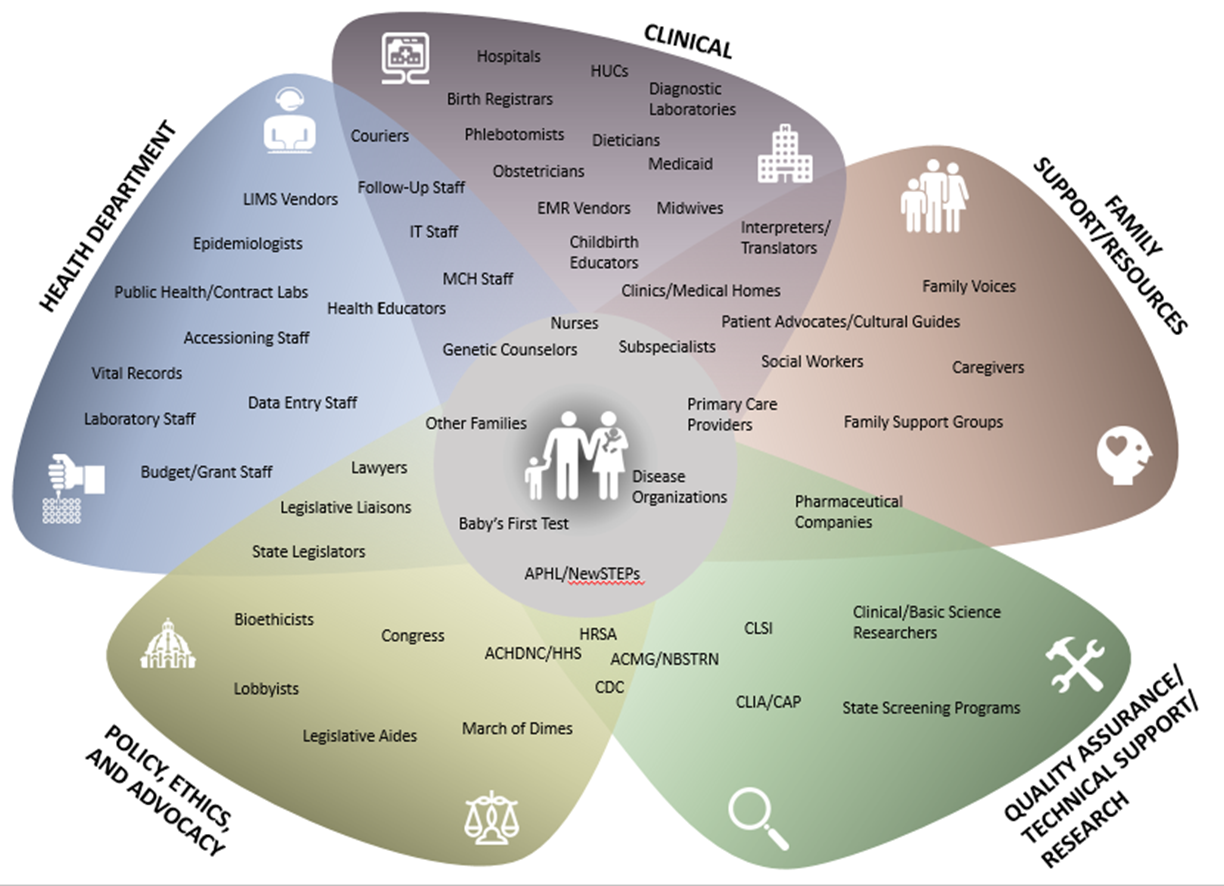 CLINICAL
Hospitals
HUCs
Diagnostic
Laboratories
Birth Registrars
Couriers
Phlebotomists
Dieticians
Obstetricians
Medicaid
Follow-Up Staff
EMR Vendors
Midwives
IT Staff
Interpreters/
Translators
Childbirth
Educators
MCH Staff
Clinics/Medical Homes
Health Educators
Nurses
Genetic Counselors
Subspecialists
HEALTH DEPARTMENT
LIMS Vendors
Epidemiologists
Public Health/Contract Labs
Accessioning Staff
Vital Records
Data Entry Staff
Laboratory Staff
Budget/Grant Staff
FAMILY
SUPPORT/RESOURCES
Family Voices
Patient Advocates/Cultural Guides
Social Workers
Caregivers
Primary Care
Providers
Family Support Groups
Other Families
Disease
Organizations
Baby's First Test
APHL/NewSTEPs
Lawyers
Legislative Liaisons
State Legislators
Pharmaceutical
Companies
POLICY, ETHICS,
AND ADVOCACY
Bioethicists
Congress
HRSA
ACHDNC/HHS
ACMG/NBSTRN
CDC
Lobbyists
Legislative Aides
March of Dimes
QUALITY ASSURANCE/
TECHNICAL SUPPORT/
RESEARCH
CLSI
Clinical/Basic Science
Researchers
CLIA/CAP
State Screening Programs